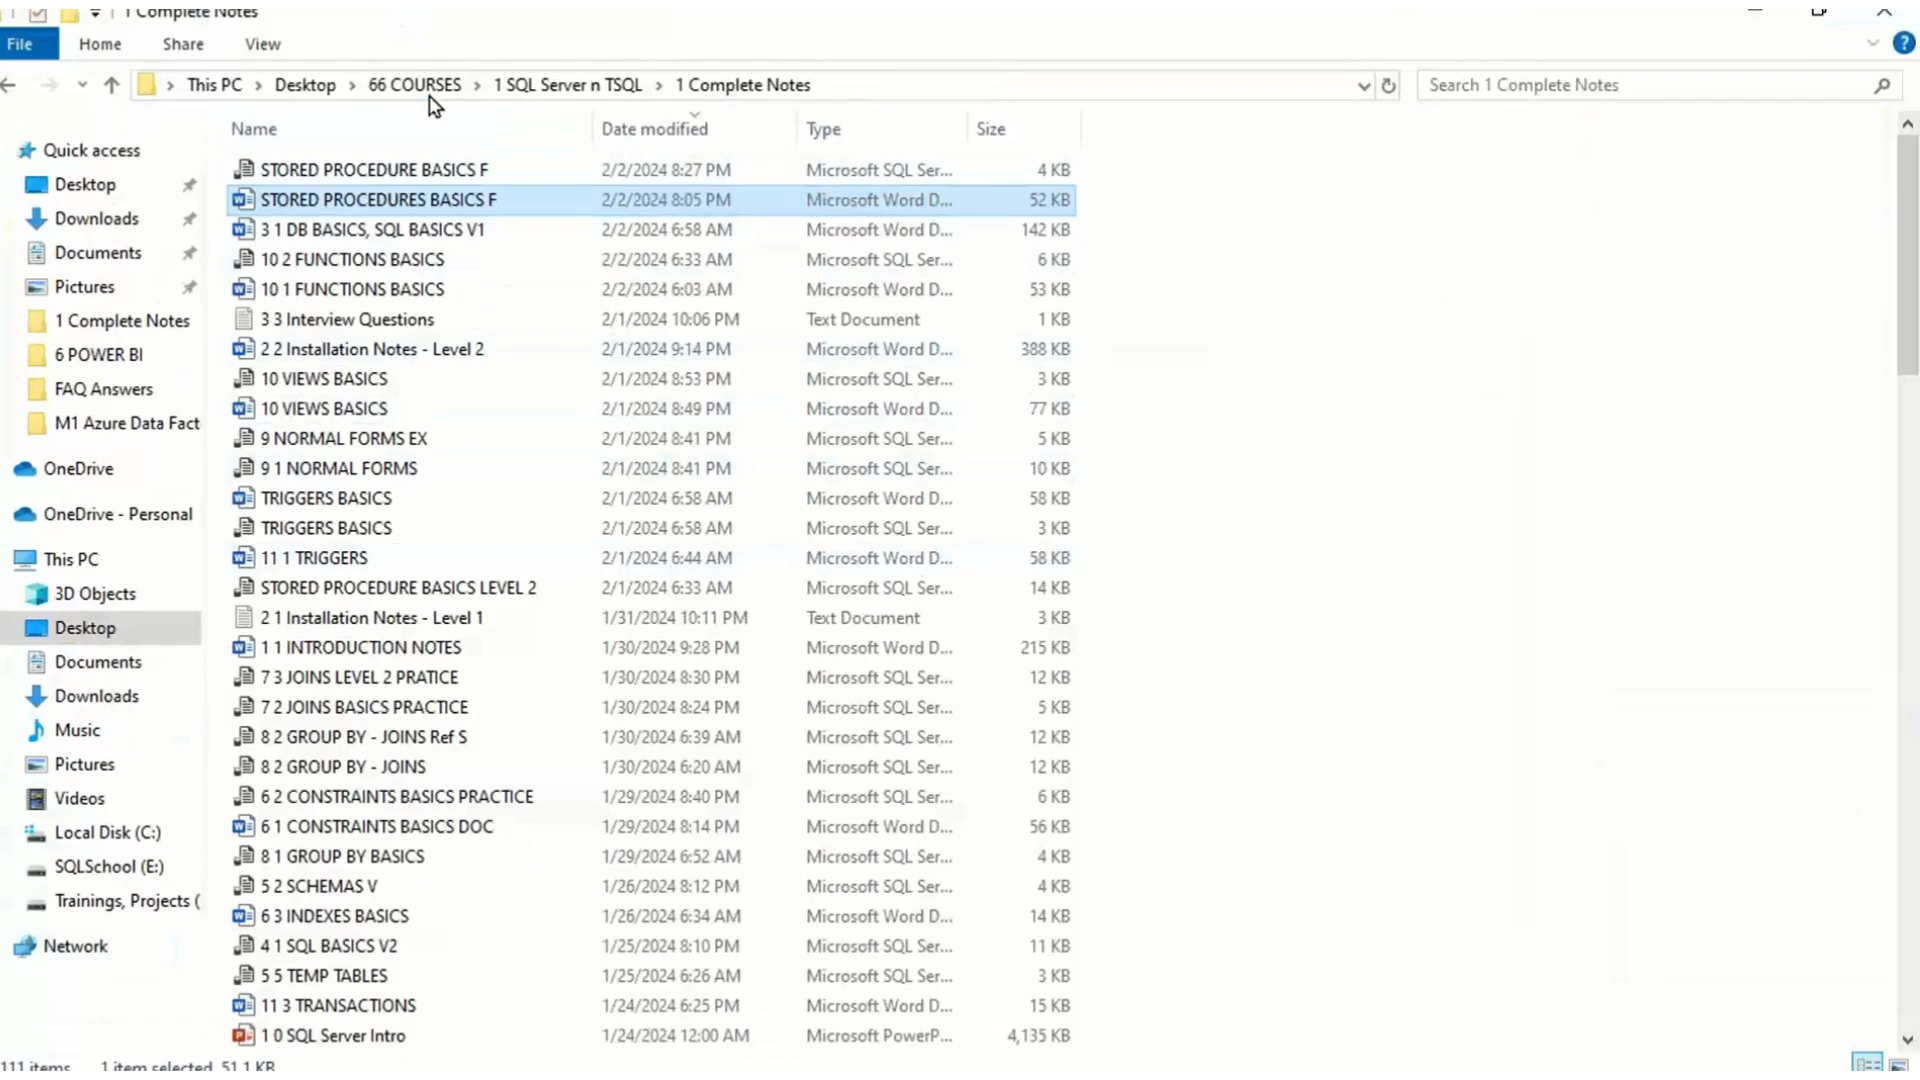 1 Complete Notes
File Home Share View
This PC > Desktop > 66 COURSES > 1 SQL Server n TSQL > 1 Complete Notes
Search 1 Complete Notes
Name Date modified Type Size
Quick access
Desktop
Downloads
Documents
Pictures
1 Complete Notes
6 POWER BI
FAQ Answers
M1 Azure Data Fact
OneDrive
OneDrive - Personal
This PC
3D Objects
Desktop
Documents
Downloads
Music
Pictures
Videos
Local Disk (C:)
SQLSchool (E:)
Trainings, Projects (
Network
STORED PROCEDURE BASICS F 2/2/2024 8:27 PM Microsoft SQL Ser... 4 KB
STORED PROCEDURES BASICS F 2/2/2024 8:05 PM Microsoft Word D... 52 KB
3 1 DB BASICS, SQL BASICS V1 2/2/2024 6:58 AM Microsoft Word D... 142 KB
10 2 FUNCTIONS BASICS 2/2/2024 6:33 AM Microsoft SQL Ser... 6 KB
10 1 FUNCTIONS BASICS 2/2/2024 6:03 AM Microsoft Word D... 53 KB
3 3 Interview Questions 2/1/2024 10:06 PM Text Document 1 KB
2 2 Installation Notes - Level 2 2/1/2024 9:14 PM Microsoft Word D... 388 KB
10 VIEWS BASICS 2/1/2024 8:53 PM Microsoft SQL Ser... 3 KB
10 VIEWS BASICS 2/1/2024 8:49 PM Microsoft Word D... 77 KB
9 NORMAL FORMS EX 2/1/2024 8:41 PM Microsoft SQL Ser... 5 KB
9 1 NORMAL FORMS 2/1/2024 8:41 PM Microsoft SQL Ser... 10 KB
TRIGGERS BASICS 2/1/2024 6:58 AM Microsoft Word D... 58 KB
TRIGGERS BASICS 2/1/2024 6:58 AM Microsoft SQL Ser... 3 KB
11 1 TRIGGERS 2/1/2024 6:44 AM Microsoft Word D... 58 KB
STORED PROCEDURE BASICS LEVEL 2 2/1/2024 6:33 AM Microsoft SQL Ser... 14 KB
2 1 Installation Notes - Level 1 1/31/2024 10:11 PM Text Document 3 KB
1 1 INTRODUCTION NOTES 1/30/2024 9:28 PM Microsoft Word D... 215 KB
7 3 JOINS LEVEL 2 PRATICE 1/30/2024 8:30 PM Microsoft SQL Ser... 12 KB
7 2 JOINS BASICS PRACTICE 1/30/2024 8:24 PM Microsoft SQL Ser... 5 KB
8 2 GROUP BY - JOINS Ref S 1/30/2024 6:39 AM Microsoft SQL Ser... 12 KB
8 2 GROUP BY - JOINS 1/30/2024 6:20 AM Microsoft SQL Ser... 12 KB
6 2 CONSTRAINTS BASICS PRACTICE 1/29/2024 8:40 PM Microsoft SQL Ser... 6 KB
6 1 CONSTRAINTS BASICS DOC 1/29/2024 8:14 PM Microsoft Word D... 56 KB
8 1 GROUP BY BASICS 1/29/2024 6:52 AM Microsoft SQL Ser... 4 KB
5 2 SCHEMAS V 1/26/2024 8:12 PM Microsoft SQL Ser... 4 KB
6 3 INDEXES BASICS 1/26/2024 6:34 AM Microsoft Word D... 14 KB
4 1 SQL BASICS V2 1/25/2024 8:10 PM Microsoft SQL Ser... 11 KB
5 5 TEMP TABLES 1/25/2024 6:26 AM Microsoft SQL Ser... 3 KB
11 3 TRANSACTIONS 1/24/2024 6:25 PM Microsoft Word D... 15 KB
1 0 SQL Server Intro 1/24/2024 12:00 AM Microsoft PowerP... 4,135 KB
111 items 1 item selected 51.1 KB